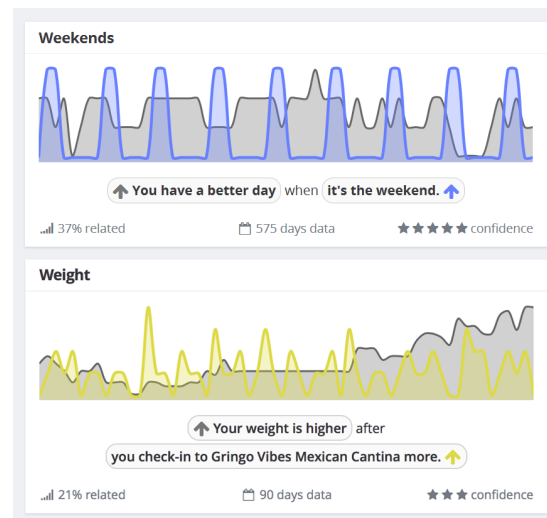 Weekends
You have a better day when it's the weekend.
37% related 575 days data confidence
Weight
Your weight is higher after
you check-in to Gringo Vibes Mexican Cantina more.
21% related 90 days data confidence